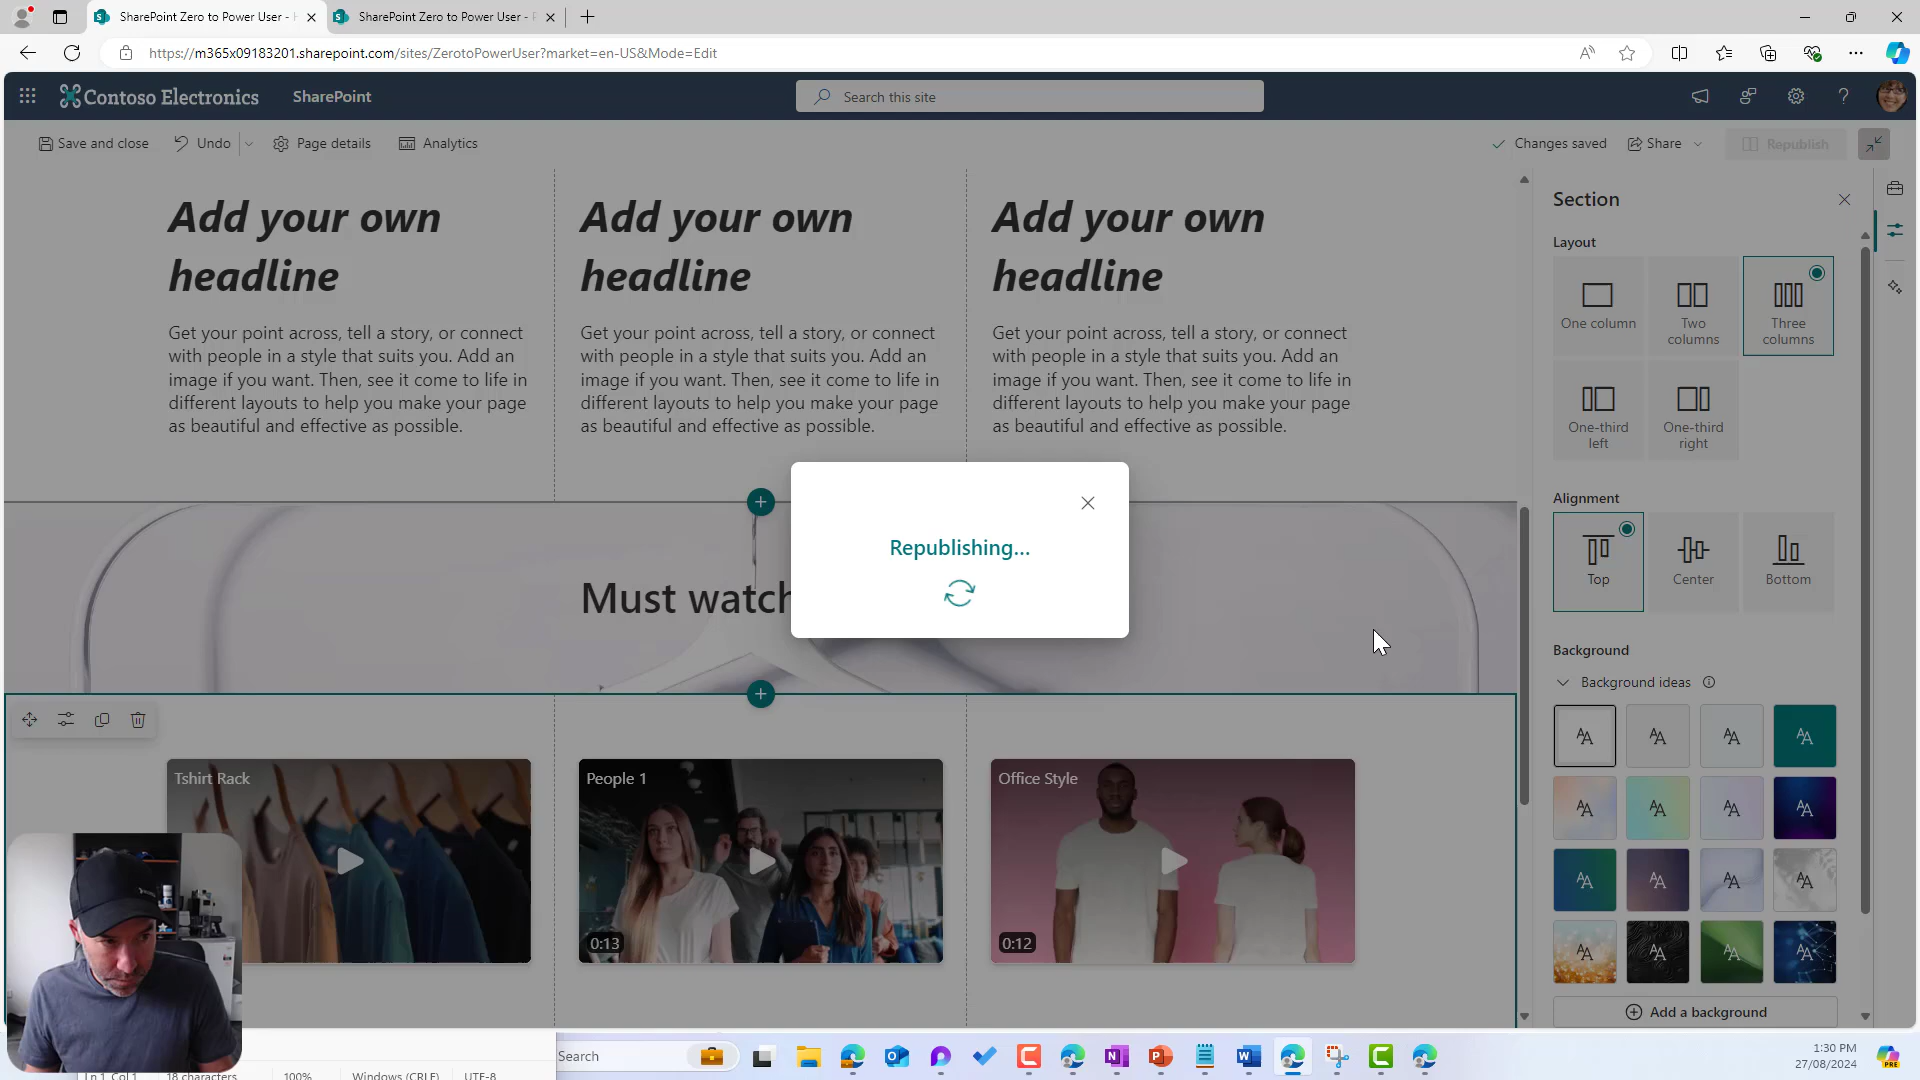 SharePoint Zero to Power User -
SharePoint Zero to Power User -
https://m365x09183201.sharepoint.com/sites/ZerotoPowerUser?market=en-US&Mode=Edit
Contoso Electronics
SharePoint
Search this site
Save and close
Undo
Page details
Analytics
Changes saved
Share
Republish
Add your own
headline
Get your point across, tell a story, or connect
with people in a style that suits you. Add an
image if you want. Then, see it come to life in
different layouts to help you make your page
as beautiful and effective as possible.
Add your own
headline
Get your point across, tell a story, or connect
with people in a style that suits you. Add an
image if you want. Then, see it come to life in
different layouts to help you make your page
as beautiful and effective as possible.
Add your own
headline
Get your point across, tell a story, or connect
with people in a style that suits you. Add an
image if you want. Then, see it come to life in
different layouts to help you make your page
as beautiful and effective as possible.
Republishing...
Must watch
Tshirt Rack
People 1
0:13
Office Style
0:12
Section
Layout
One column
Two
columns
Three
columns
One-third
left
One-third
right
Alignment
Top
Center
Bottom
Background
Background ideas
Add a background
Search
1:30 PM
27/08/2024
PRE
Ln 1, Col 1
18 characters
100%
Windows (CRLF)
UTF-8